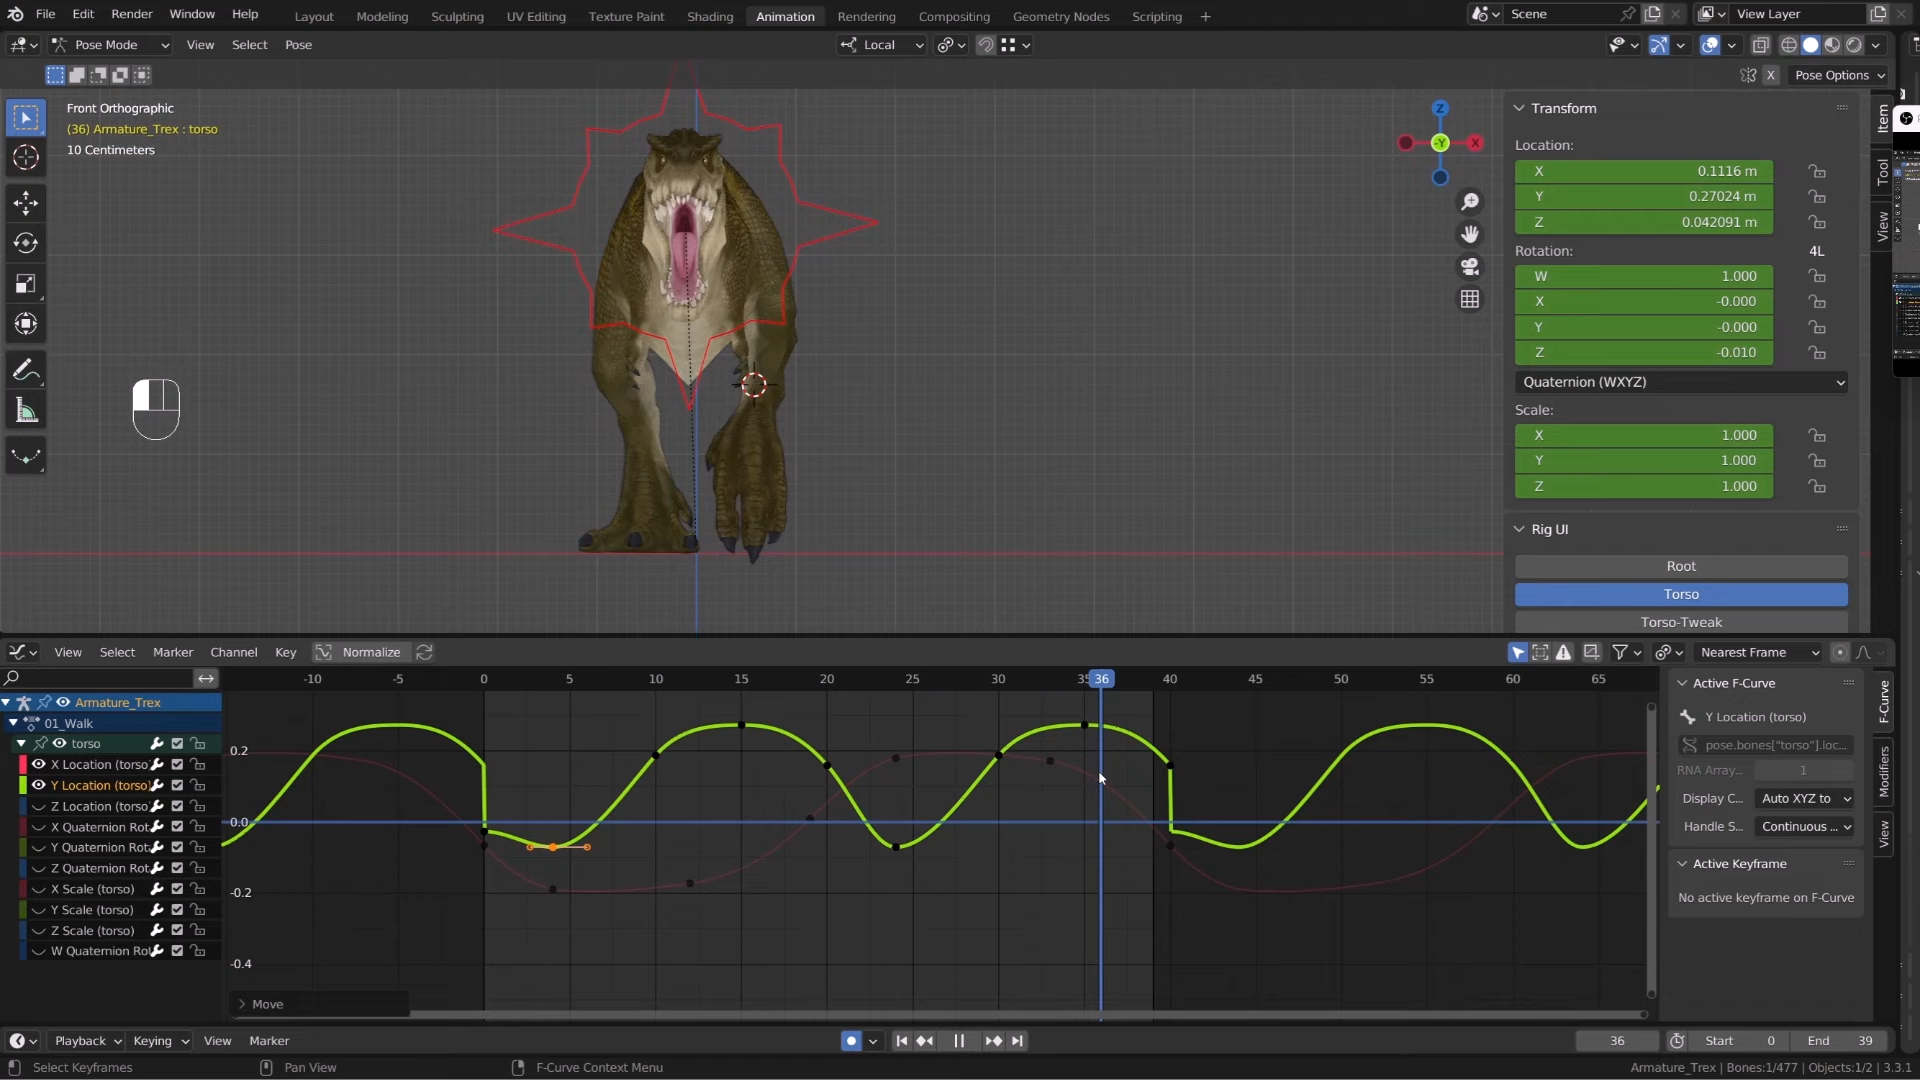 File Edit Render Window Help Layout Modeling Sculpting UV Editing Texture Paint Shading Animation Rendering Compositing Geometry Nodes Scripting + Scene View Layer
Pose Mode View Select Pose Local
X Pose Options
Front Orthographic
(36) Armature_Trex : torso
10 Centimeters
Z
-Y
X
Transform
Location:
X 0.1116 m
Y 0.27024 m
Z 0.042091 m
Rotation: 4L
W 1.000
X -0.000
Y -0.000
Z -0.010
Quaternion (WXYZ)
Scale:
X 1.000
Y 1.000
Z 1.000
Rig UI
Root
Torso
Torso-Tweak
Item
Tool
View
View Select Marker Channel Key Normalize Nearest Frame
-10 -5 0 5 10 15 20 25 30 35 36 40 45 50 55 60 65
Armature_Trex
01_Walk
torso
X Location (torso)
Y Location (torso)
Z Location (torso)
X Quaternion Rot
Y Quaternion Rot
Z Quaternion Rot
X Scale (torso)
Y Scale (torso)
Z Scale (torso)
W Quaternion Rot
0.2
0.0
-0.2
-0.4
Move
Active F-Curve
Y Location (torso)
pose.bones["torso"].loc...
RNA Array... 1
Display C... Auto XYZ to
Handle S... Continuous ...
Active Keyframe
No active keyframe on F-Curve
F-Curve
Modifiers
View
Playback Keying View Marker 36 Start 0 End 39
Select Keyframes Pan View F-Curve Context Menu Armature_Trex | Bones:1/477 | Objects:1/2 | 3.3.1